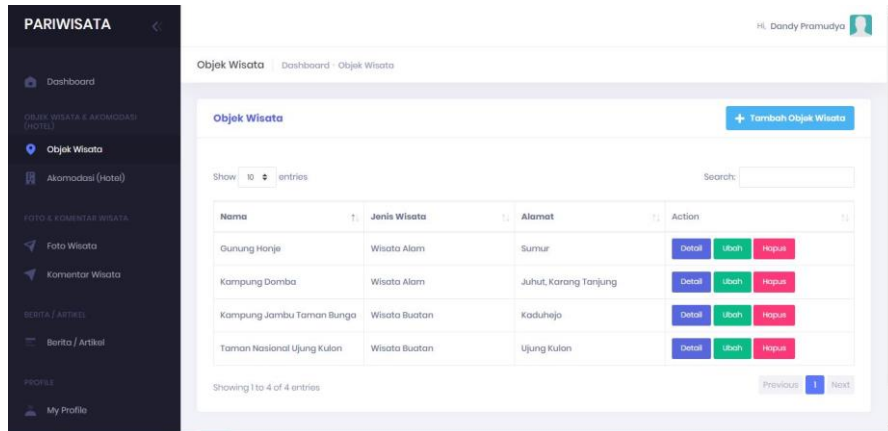 PARIWISATA
Hi, Dandy Pramudya
Objek Wisata Dashboard · Objek Wisata
Dashboard
OBJEK WISATA & AKOMODASI
(HOTEL)
Objek Wisata
Akomodasi (Hotel)
FOTO & KOMENTAR WISATA
Foto Wisata
Komentar Wisata
BERITA / ARTIKEL
Berita / Artikel
PROFILE
My Profile
Objek Wisata
+ Tambah Objek Wisata
Show 10 entries
Search:
Nama Jenis Wisata Alamat Action
Gunung Honje Wisata Alam Sumur Detail Ubah Hapus
Kampung Domba Wisata Alam Juhut, Karang Tanjung Detail Ubah Hapus
Kampung Jambu Taman Bunga Wisata Buatan Kaduhejo Detail Ubah Hapus
Taman Nasional Ujung Kulon Wisata Buatan Ujung Kulon Detail Ubah Hapus
Showing 1 to 4 of 4 entries
Previous 1 Next